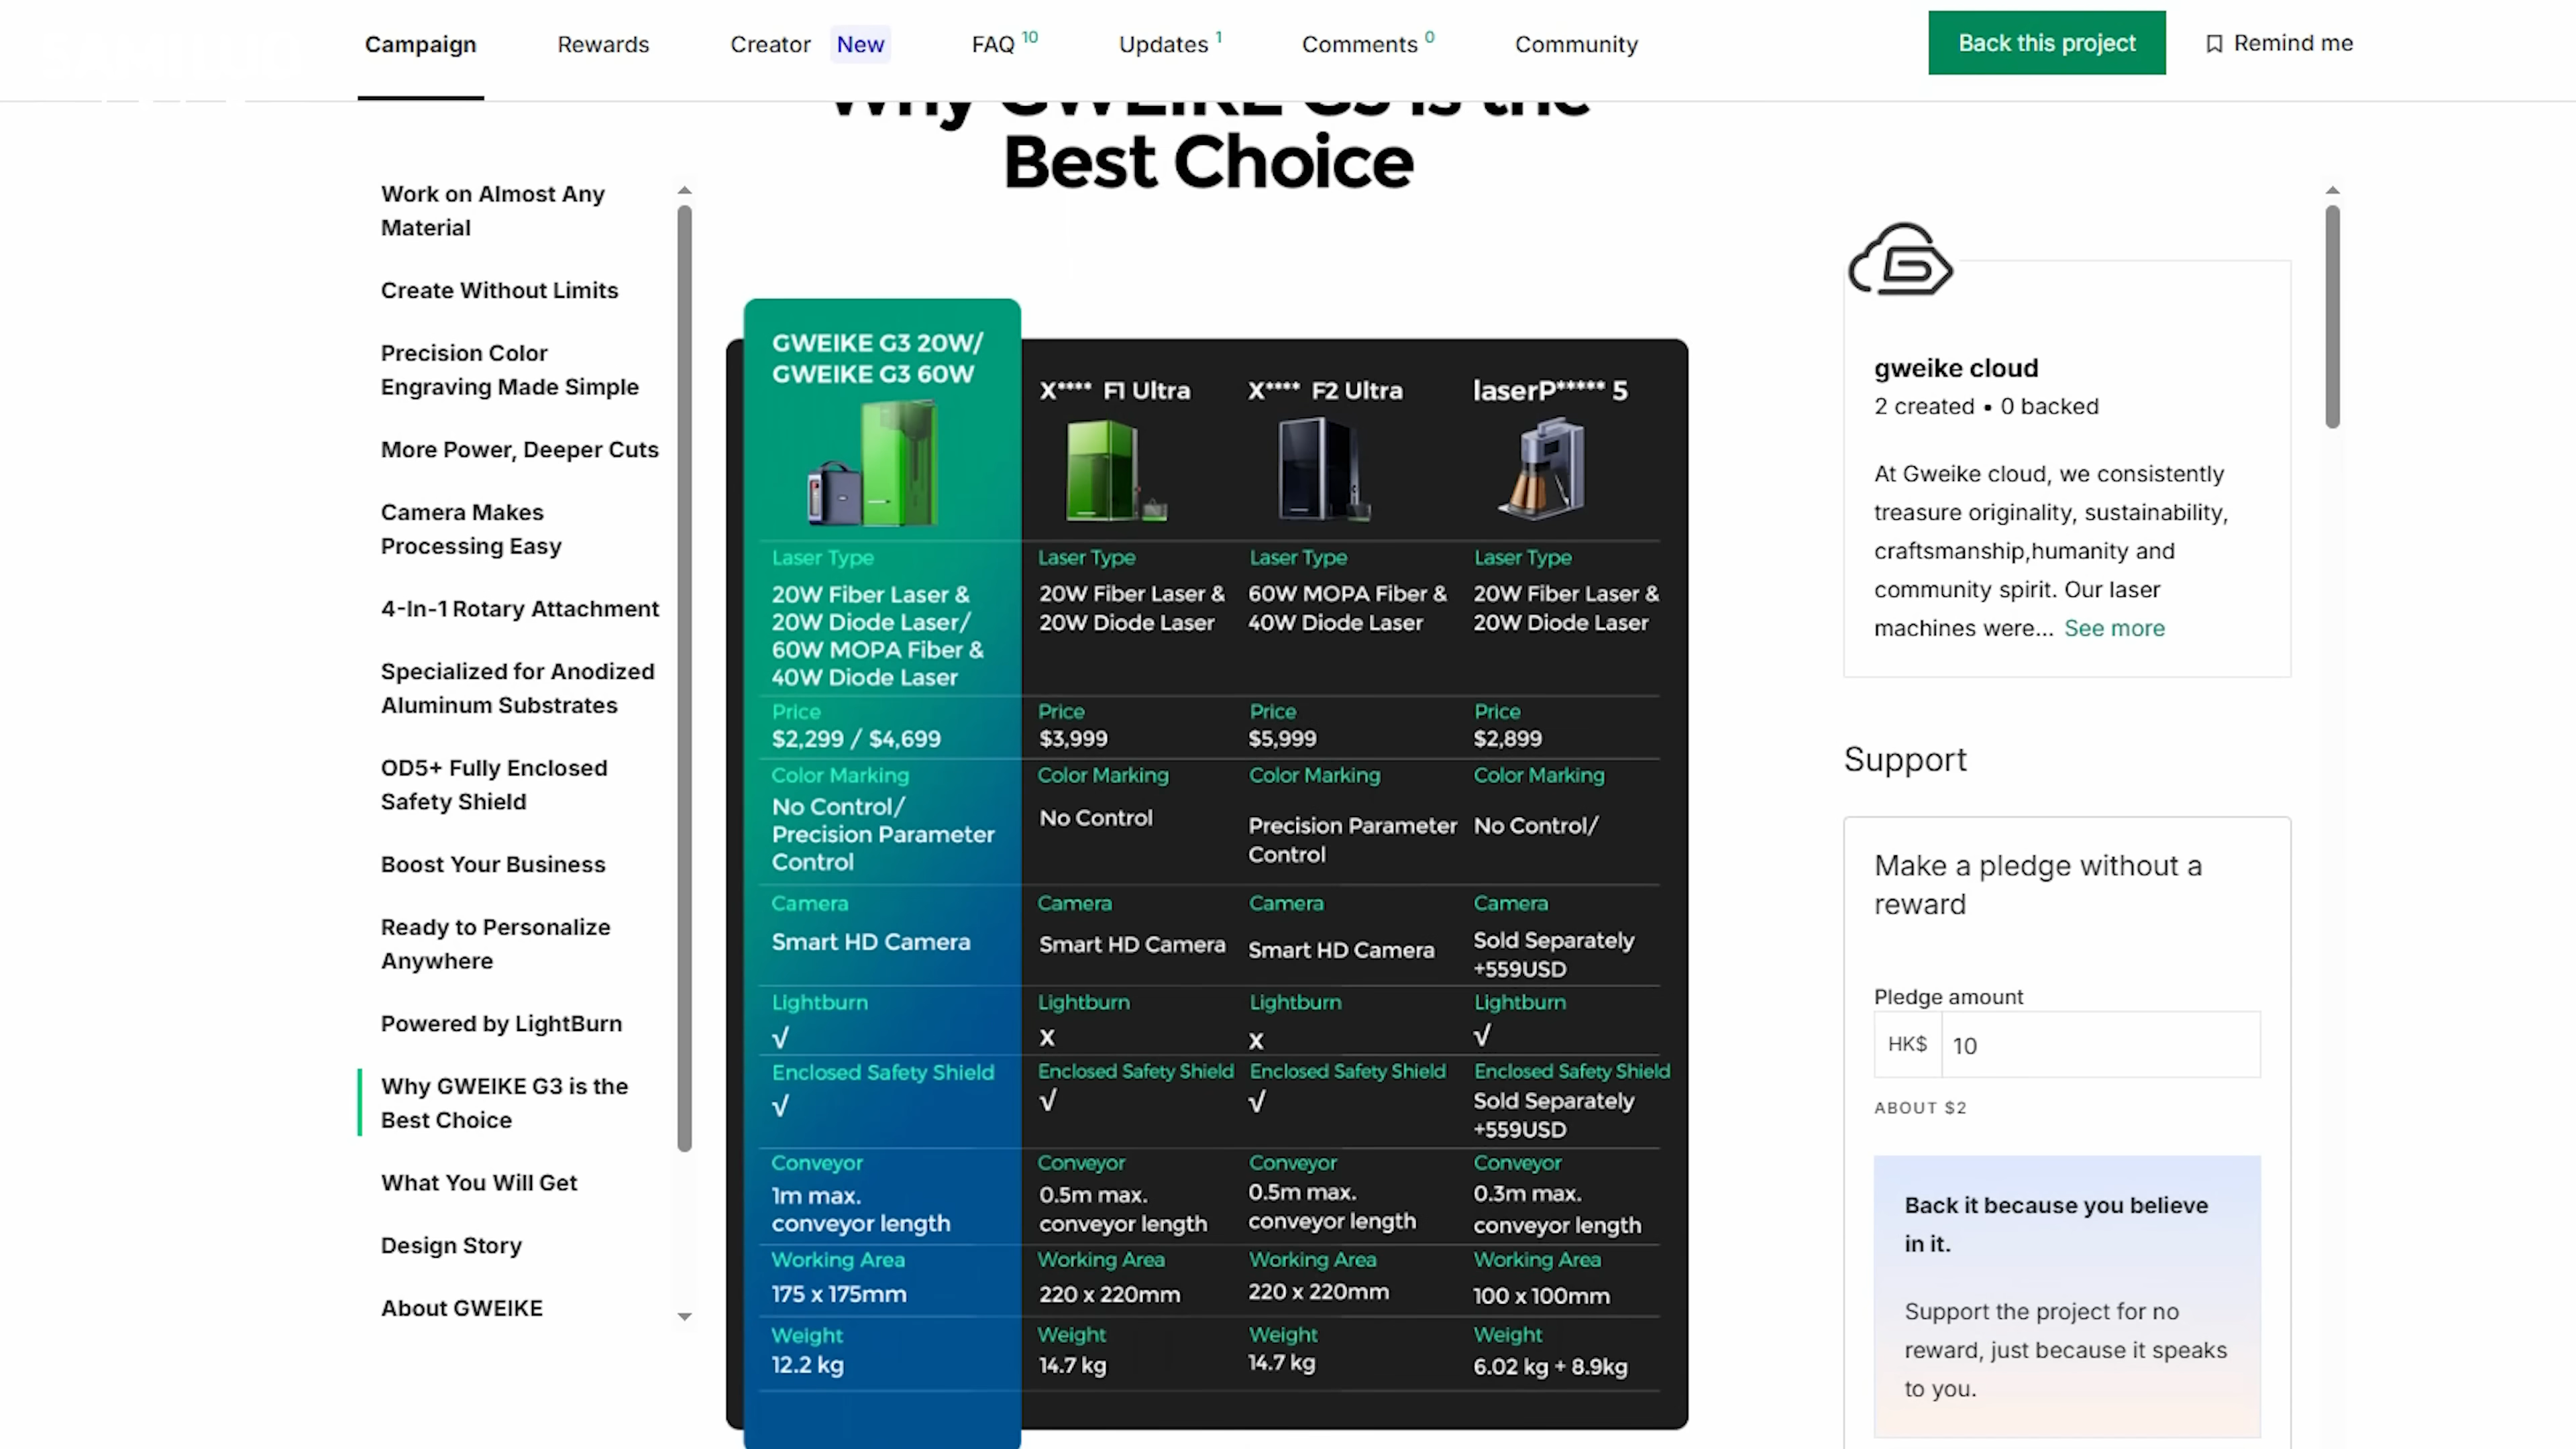 Campaign
Rewards
Creator New
FAQ 10
Updates 1
Comments 0
Community
Back this project
Remind me
Why GWEIKE G3 is the
Best Choice
Work on Almost Any
Material
Create Without Limits
Precision Color
Engraving Made Simple
More Power, Deeper Cuts
Camera Makes
Processing Easy
4-In-1 Rotary Attachment
Specialized for Anodized
Aluminum Substrates
OD5+ Fully Enclosed
Safety Shield
Boost Your Business
Ready to Personalize
Anywhere
Powered by LightBurn
Why GWEIKE G3 is the
Best Choice
What You Will Get
Design Story
About GWEIKE
GWEIKE G3 20W/
GWEIKE G3 60W
X**** F1 Ultra
X**** F2 Ultra
laserP***** 5
Laser Type
20W Fiber Laser &
20W Diode Laser/
60W MOPA Fiber &
40W Diode Laser
Laser Type
20W Fiber Laser &
20W Diode Laser
Laser Type
60W MOPA Fiber &
40W Diode Laser
Laser Type
20W Fiber Laser &
20W Diode Laser
Price
$2,299 / $4,699
Price
$3,999
Price
$5,999
Price
$2,899
Color Marking
No Control/
Precision Parameter
Control
Color Marking
No Control
Color Marking
Precision Parameter
Control
Color Marking
No Control/
Camera
Smart HD Camera
Camera
Smart HD Camera
Camera
Smart HD Camera
Camera
Sold Separately
+559USD
Lightburn
√
Lightburn
x
Lightburn
x
Lightburn
√
Enclosed Safety Shield
√
Enclosed Safety Shield
√
Enclosed Safety Shield
√
Enclosed Safety Shield
Sold Separately
+559USD
Conveyor
1m max.
conveyor length
Conveyor
0.5m max.
conveyor length
Conveyor
0.5m max.
conveyor length
Conveyor
0.3m max.
conveyor length
Working Area
175 x 175mm
Working Area
220 x 220mm
Working Area
220 x 220mm
Working Area
100 x 100mm
Weight
12.2 kg
Weight
14.7 kg
Weight
14.7 kg
Weight
6.02 kg + 8.9kg
gweike cloud
2 created • 0 backed
At Gweike cloud, we consistently
treasure originality, sustainability,
craftsmanship,humanity and
community spirit. Our laser
machines were... See more
Support
Make a pledge without a
reward
Pledge amount
HK$ 10
ABOUT $2
Back it because you believe
in it.
Support the project for no
reward, just because it speaks
to you.